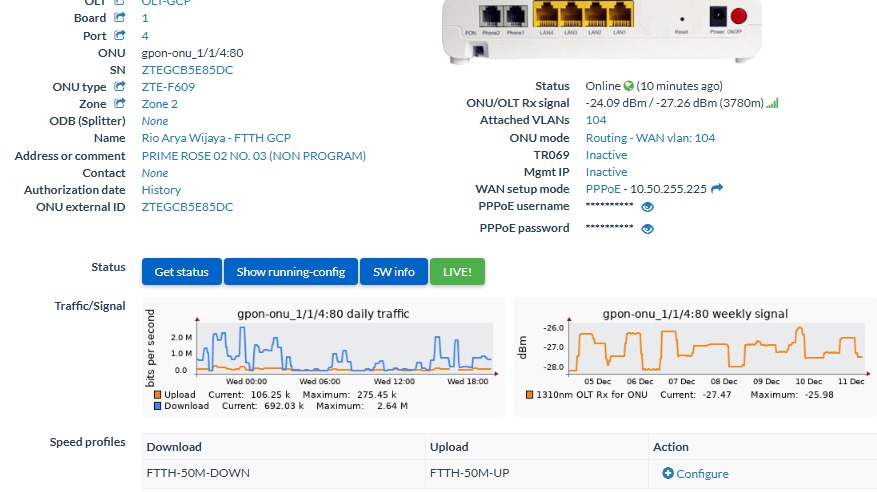 OLT OLT-GCP
Board 1
Port 4
ONU gpon-onu_1/1/4:80
SN ZTEGCB5E85DC
ONU type ZTE-F609
Zone Zone 2
ODB (Splitter) None
Name Rio Arya Wijaya - FTTH GCP
Address or comment PRIME ROSE 02 NO. 03 (NON PROGRAM)
Contact None
Authorization date History
ONU external ID ZTEGCB5E85DC
PON Phone2 Phone1 LAN4 LAN3 LAN2 LAN1 Reset Power ON/OFF
Status Online (10 minutes ago)
ONU/OLT Rx signal -24.09 dBm / -27.26 dBm (3780m)
Attached VLANs 104
ONU mode Routing - WAN vlan: 104
TR069 Inactive
Mgmt IP Inactive
WAN setup mode PPPoE - 10.50.255.225
PPPoE username **********
PPPoE password **********
Status Get status Show running-config SW info LIVE!
Traffic/Signal
gpon-onu_1/1/4:80 daily traffic
bits per second
2.0 M
1.0 M
0.0
Wed 00:00 Wed 06:00 Wed 12:00 Wed 18:00
Upload Current: 106.25 k Maximum: 275.45 k
Download Current: 692.03 k Maximum: 2.64 M
gpon-onu_1/1/4:80 weekly signal
dBm
-26.0
-27.0
-28.0
05 Dec 06 Dec 07 Dec 08 Dec 09 Dec 10 Dec 11 Dec
1310nm OLT Rx for ONU Current: -27.47 Maximum: -25.98
Speed profiles
Download Upload Action
FTTH-50M-DOWN FTTH-50M-UP Configure